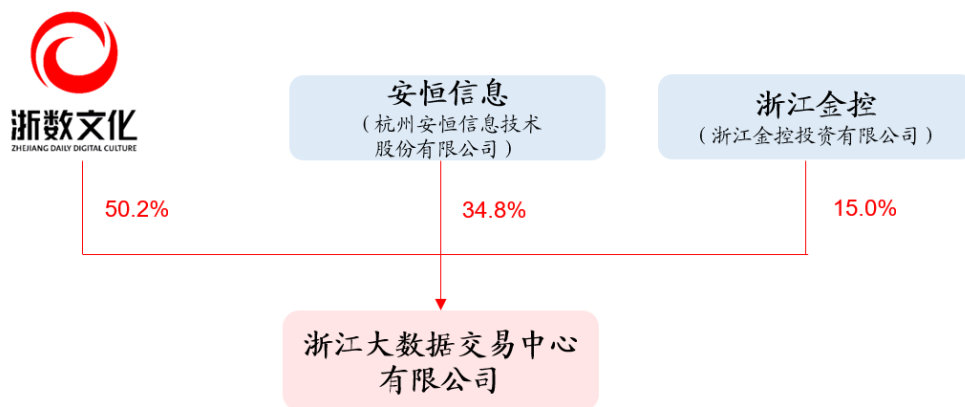 浙数文化
ZHEJIANG DAILY DIGITAL CULTURE
安恒信息
（杭州安恒信息技术
股份有限公司）
浙江金控
（浙江金控投资有限公司）
50.2%
34.8%
15.0%
浙江大数据交易中心
有限公司